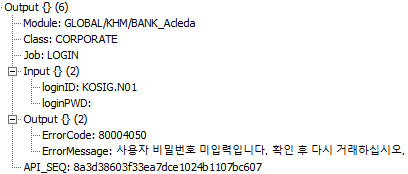 Output {} (6)
Module: GLOBAL/KHM/BANK_Acleda
Class: CORPORATE
Job: LOGIN
Input {} (2)
loginID: KOSIG.N01
loginPWD:
Output {} (2)
ErrorCode: 80004050
ErrorMessage: 사용자 비밀번호 미입력입니다. 확인 후 다시 거래하십시오.
API_SEQ: 8a3d38603f33ea7dce1024b1107bc607